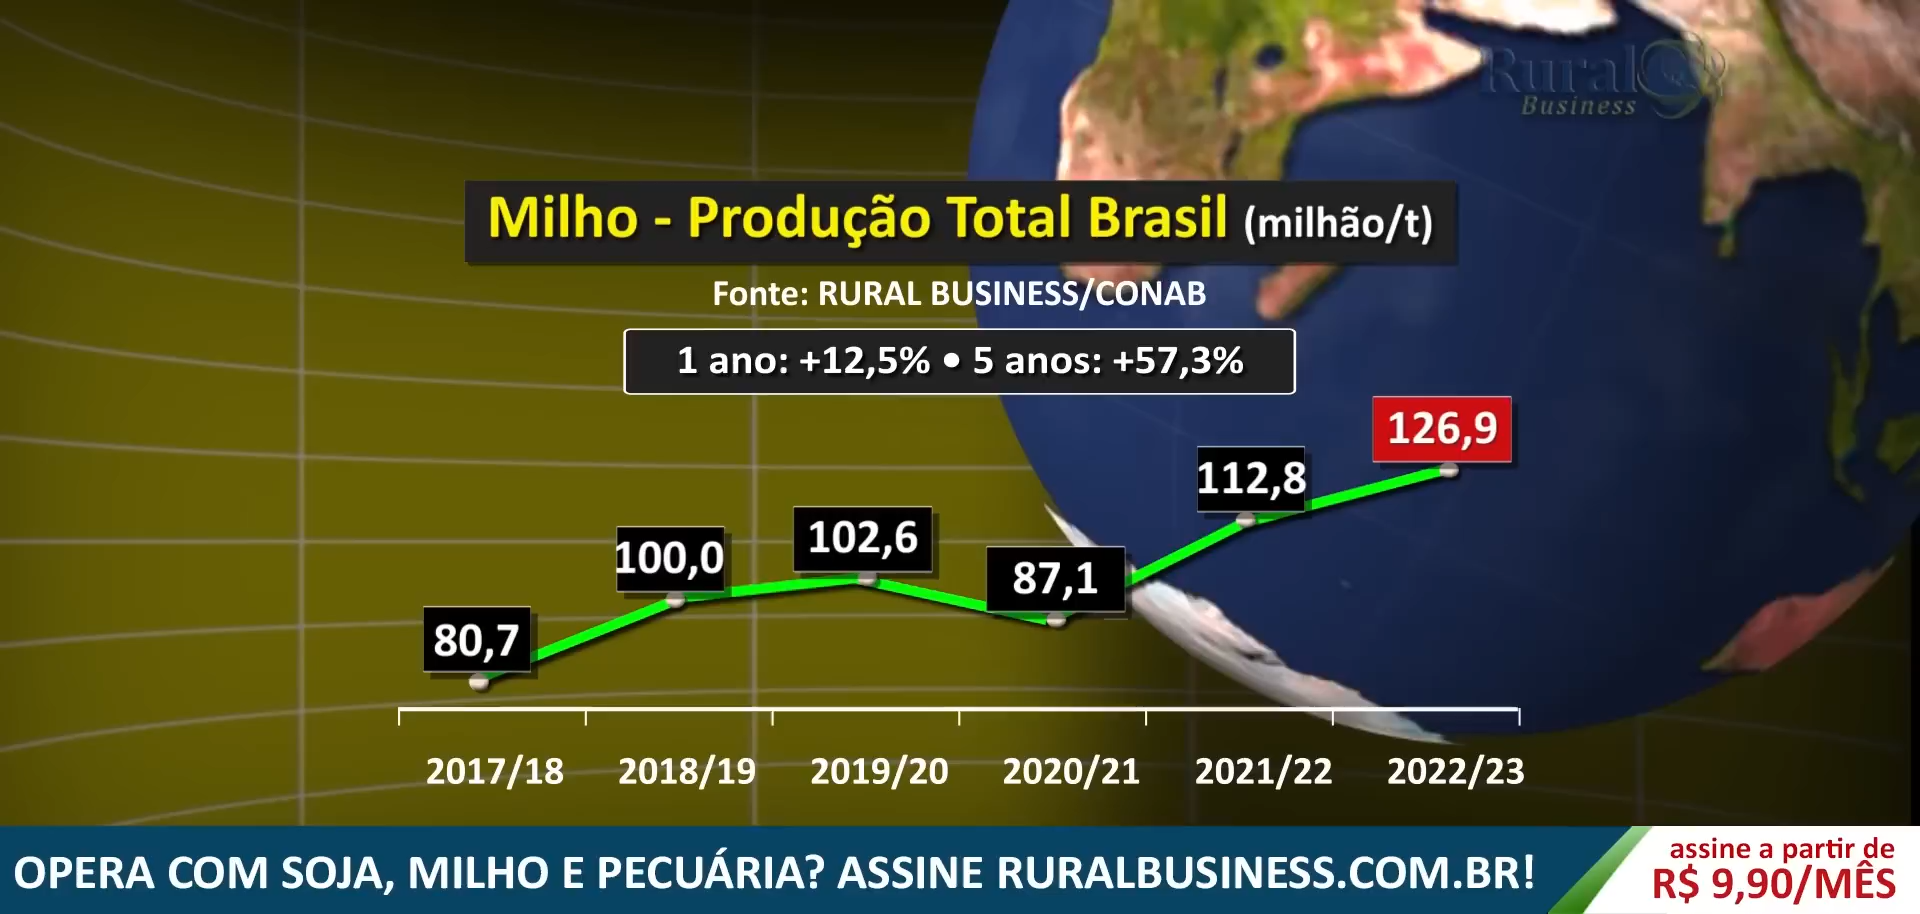 Rural
Business
Milho - Produção Total Brasil (milhão/t)
Fonte: RURAL BUSINESS/CONAB
1 ano: +12,5% • 5 anos: +57,3%
126,9
112,8
102,6
100,0
87,1
80,7
2017/18 2018/19 2019/20 2020/21 2021/22 2022/23
OPERA COM SOJA, MILHO E PECUÁRIA? ASSINE RURALBUSINESS.COM.BR!
assine a partir de
R$ 9,90/MÊS